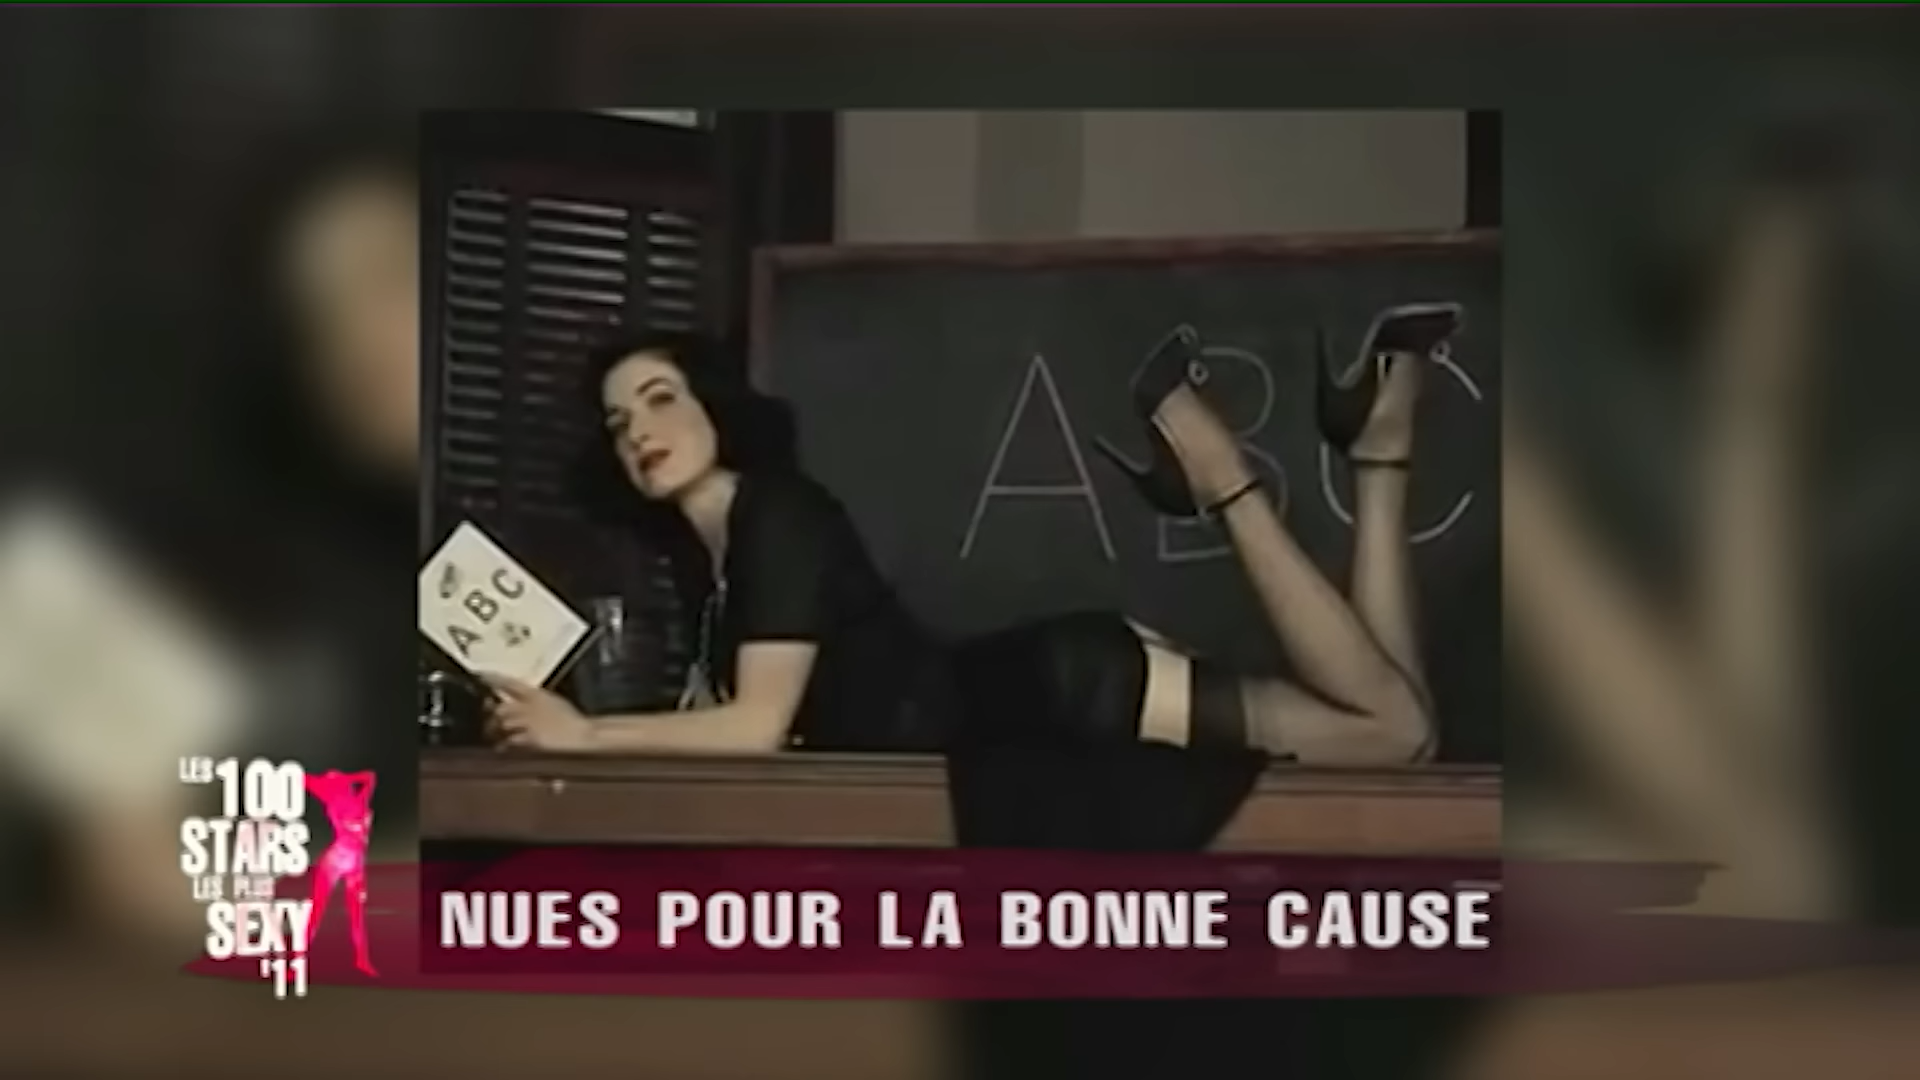 ABC
ABC
LES 100
STARS
LES PLUS
SEXY
'11
NUES POUR LA BONNE CAUSE